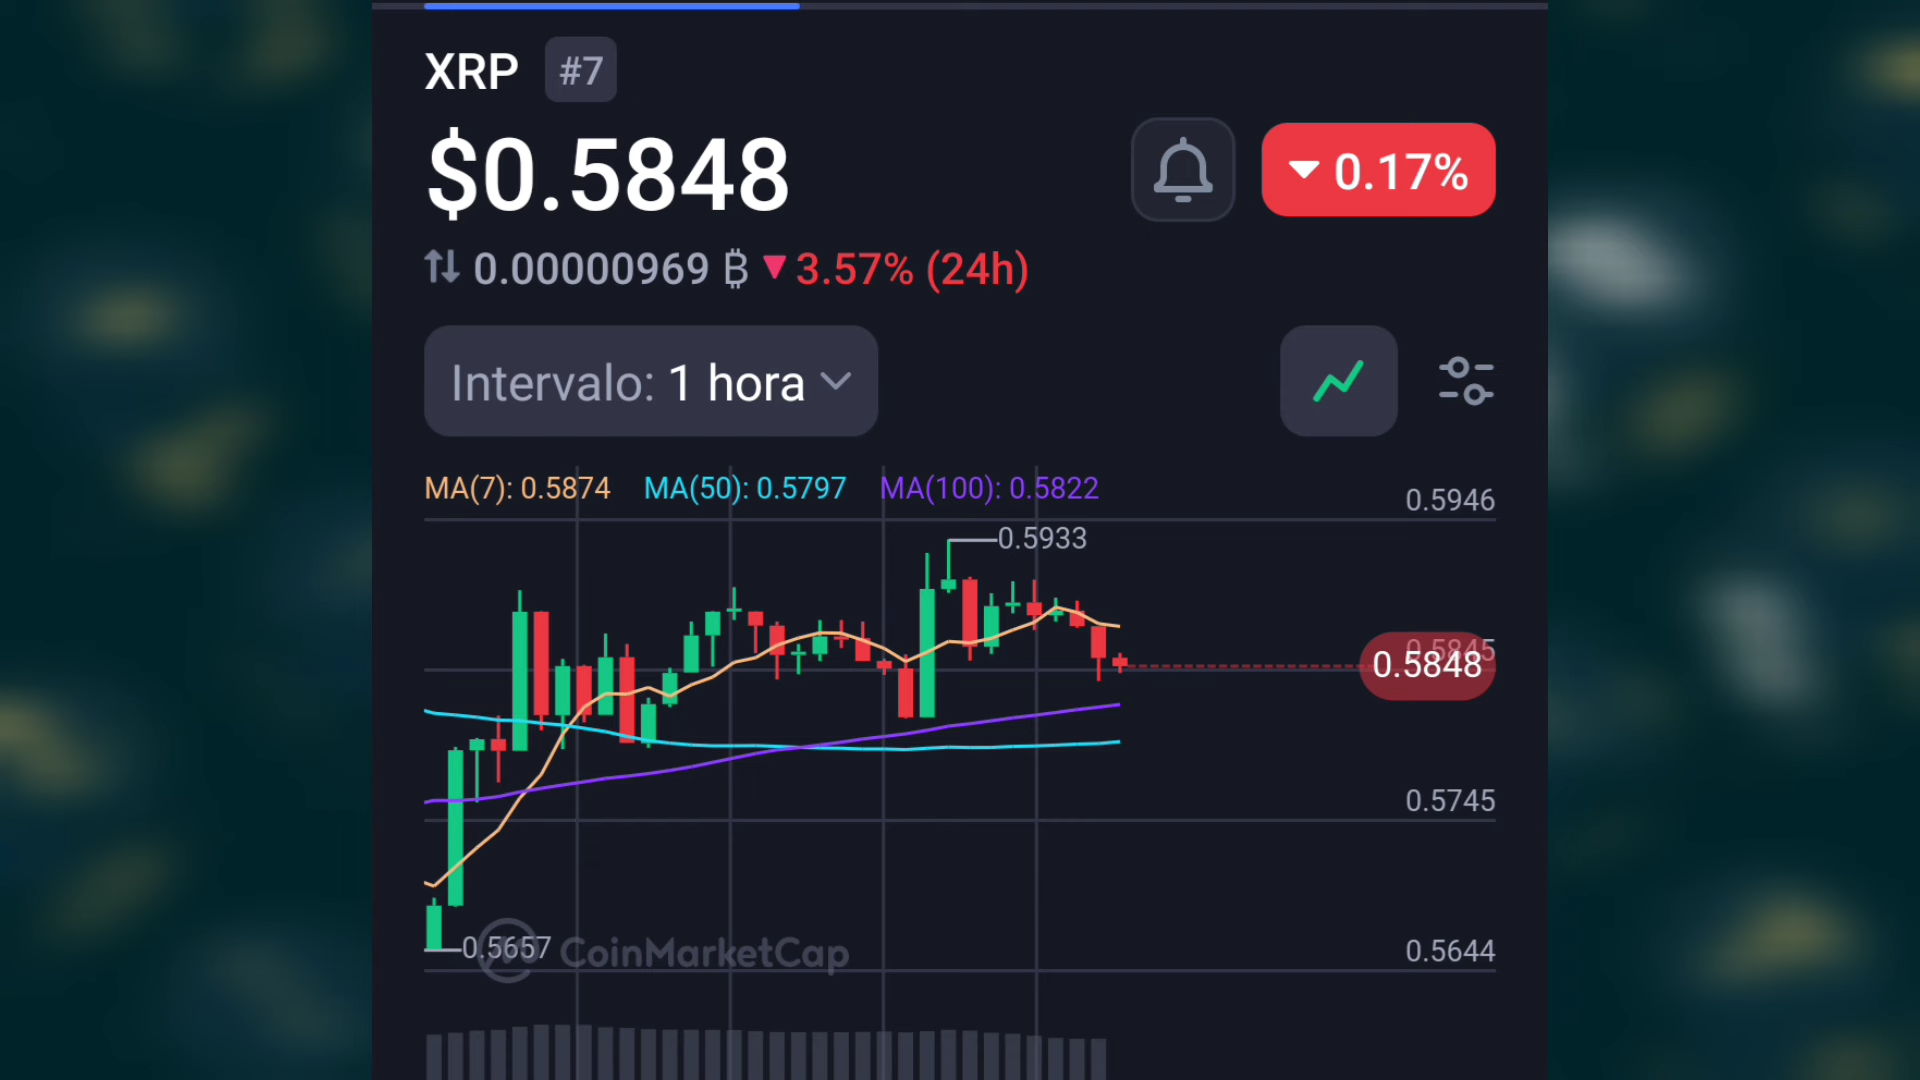 XRP #7
$0.5848
0.17%
0.00000969 ₿ 3.57% (24h)
Intervalo: 1 hora
MA(7): 0.5874 MA(50): 0.5797 MA(100): 0.5822
0.5946
0.5933
0.5845
0.5848
0.5745
0.5657
CoinMarketCap
0.5644